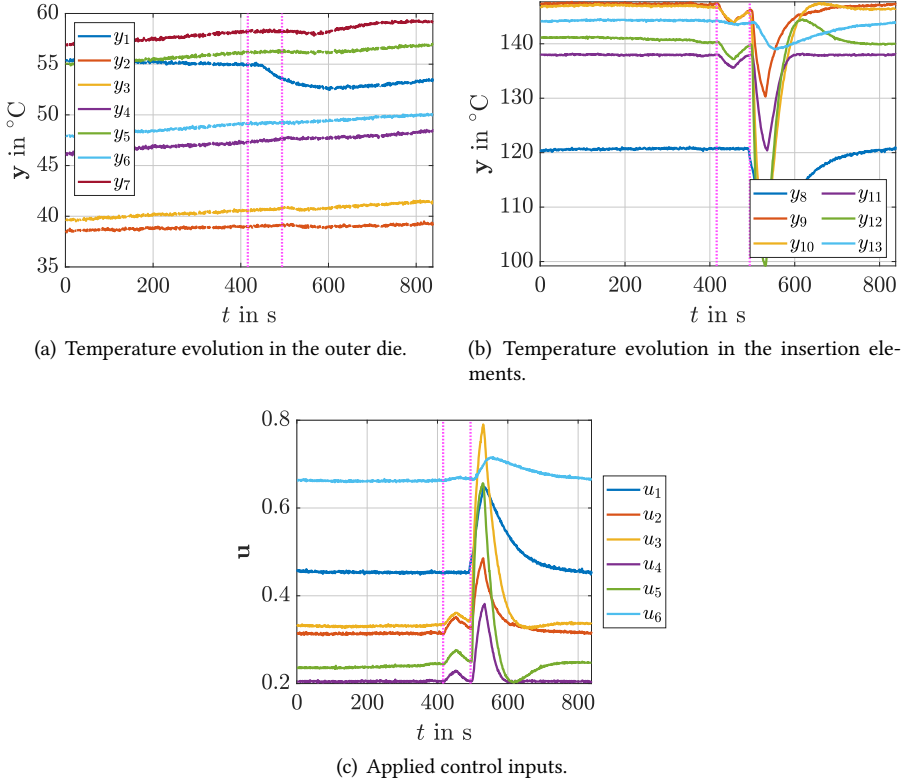 60
55
50
45
40
35
y in °C
y1
y2
y3
y4
y5
y6
y7
0 200 400 600 800
t in s
(a) Temperature evolution in the outer die.
140
130
120
110
100
y in °C
y8 y11
y9 y12
y10 y13
0 200 400 600 800
t in s
(b) Temperature evolution in the insertion ele-
ments.
0.8
0.6
0.4
0.2
u
0 200 400 600 800
t in s
u1
u2
u3
u4
u5
u6
(c) Applied control inputs.